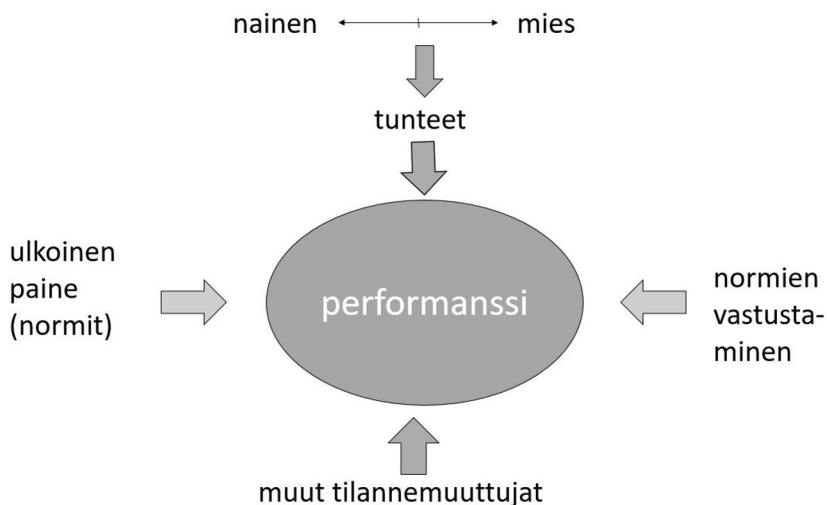 nainen mies
tunteet
ulkoinen
paine
(normit)
performanssi
normien
vastusta-
minen
muut tilannemuuttujat